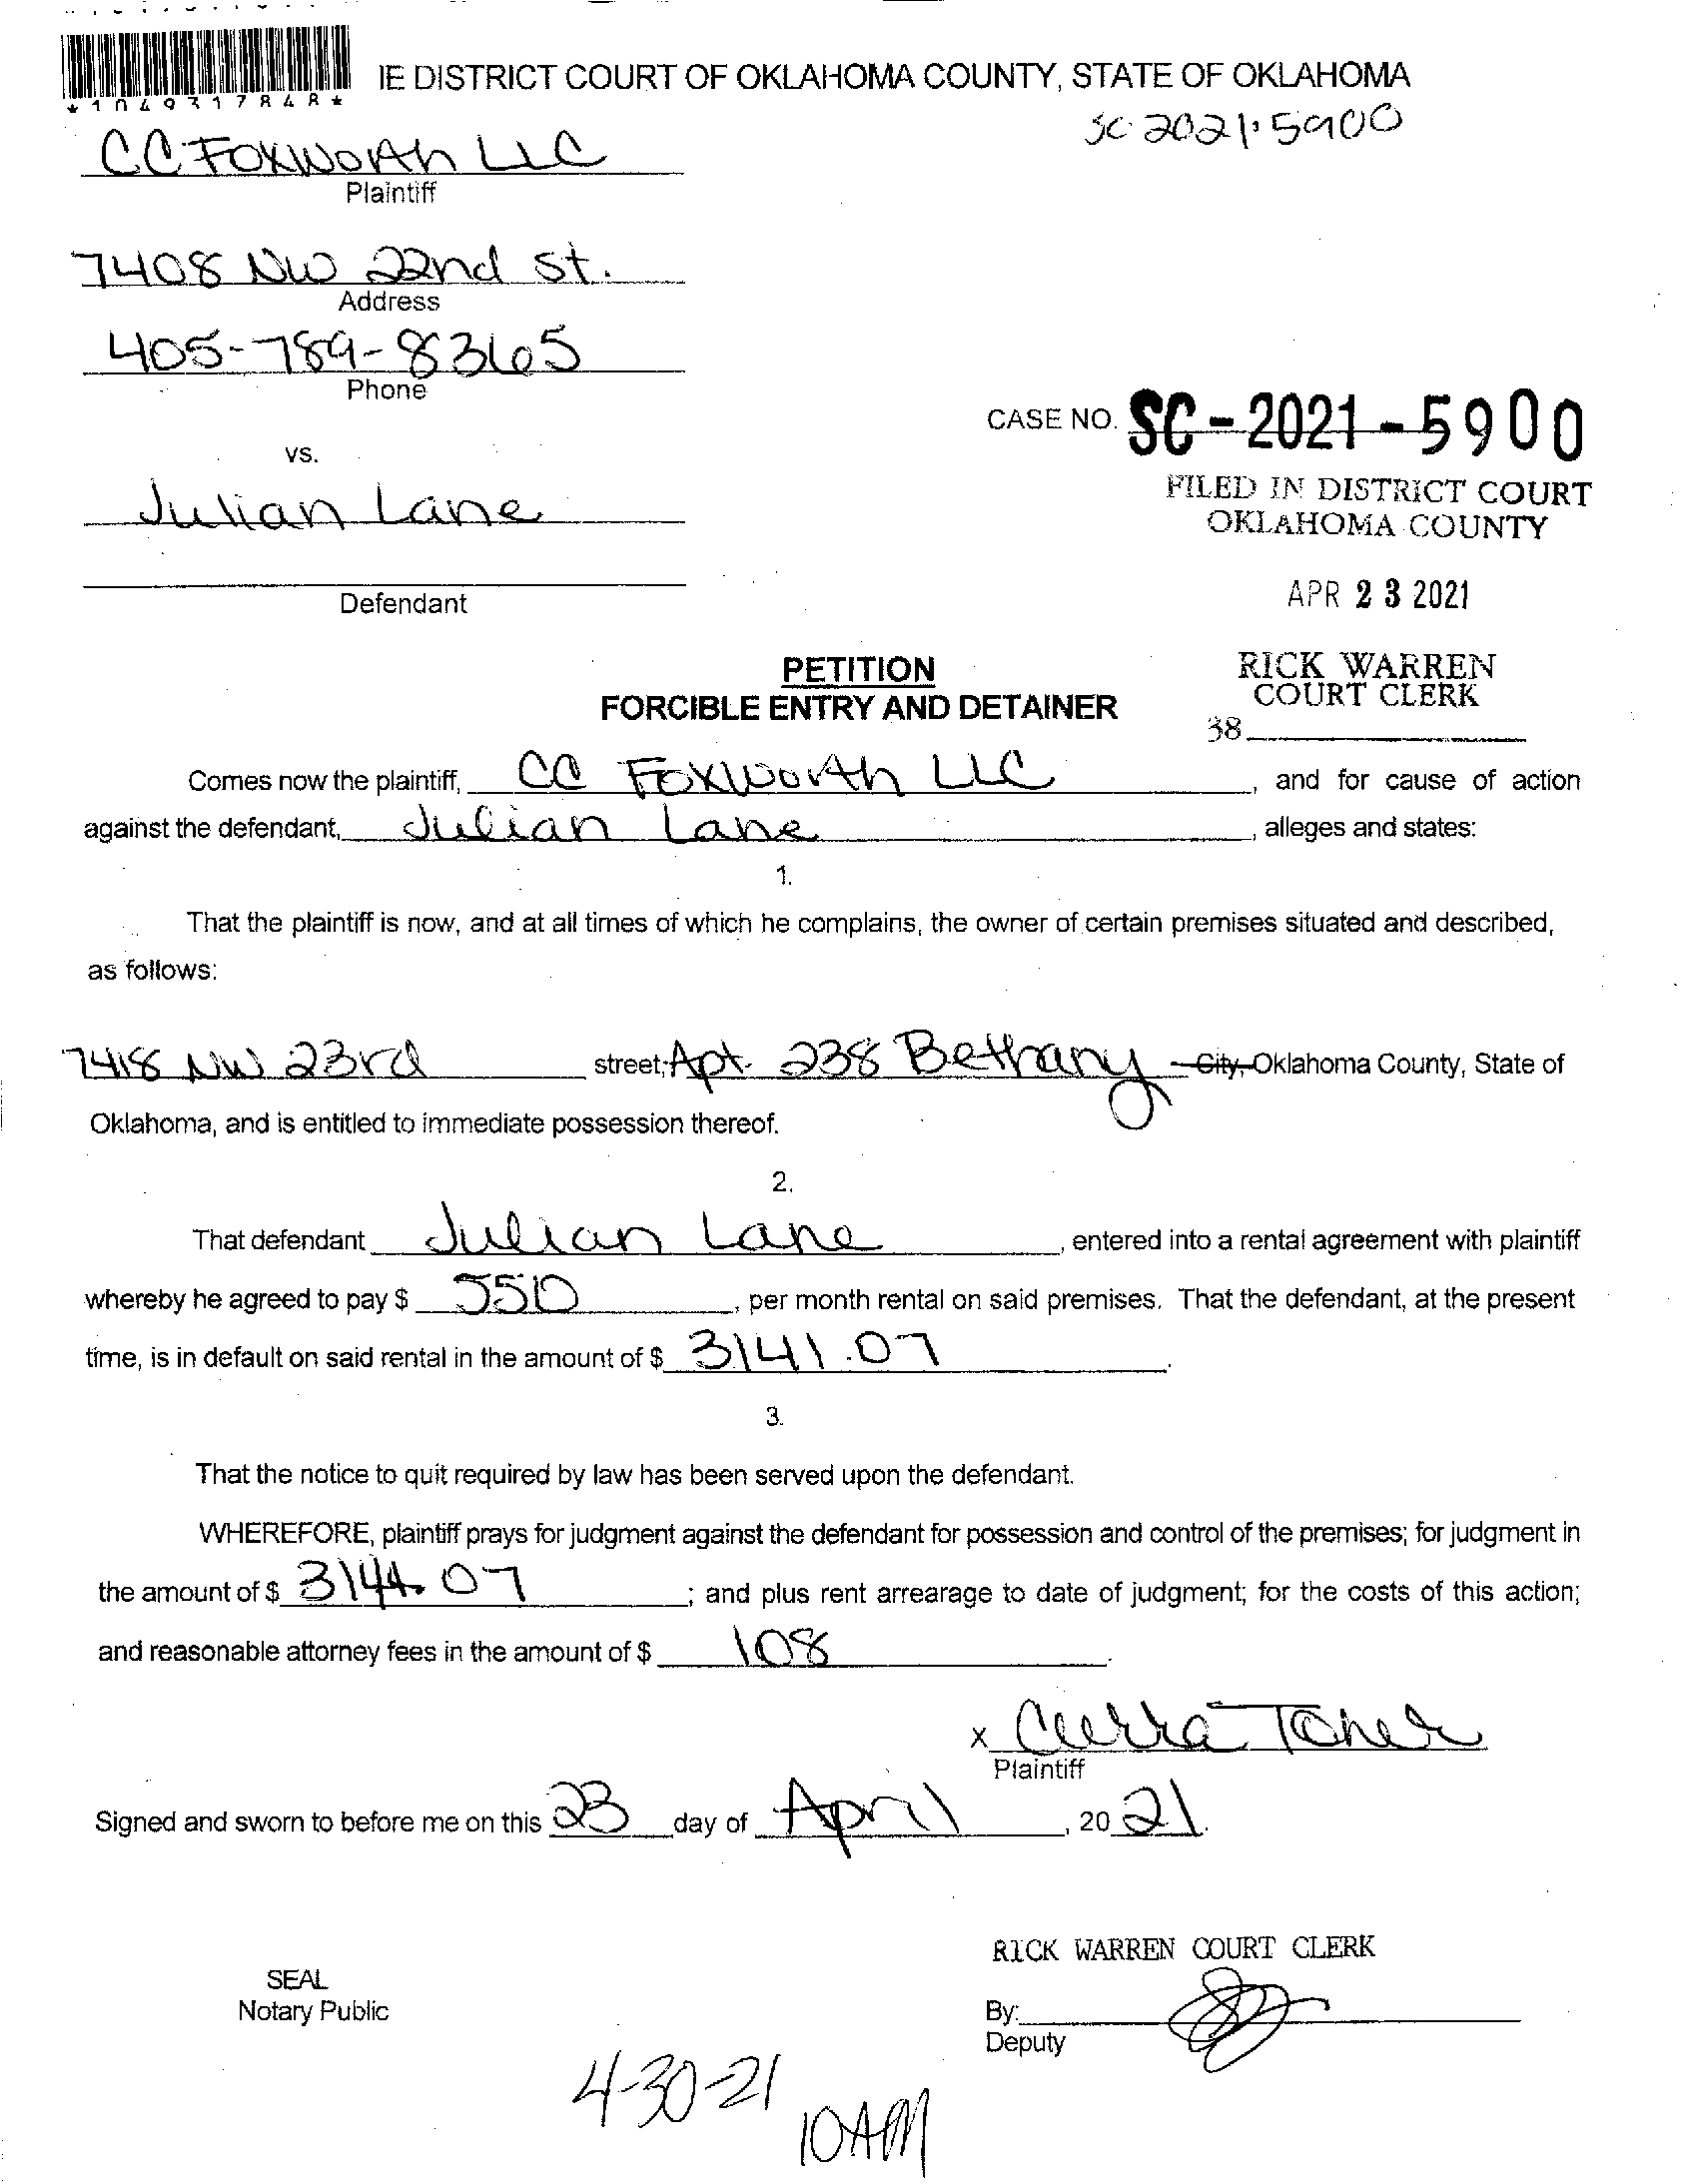 *1049317848*
IE DISTRICT COURT OF OKLAHOMA COUNTY, STATE OF OKLAHOMA
SC 2021-5900
CC Foxworth LLC
Plaintiff
7408 NW 22nd St.
Address
405-789-8365
Phone
CASE NO. SC-2021-5900
vs.
FILED IN DISTRICT COURT
OKLAHOMA COUNTY
Julian Lane
APR 23 2021
Defendant
PETITION
FORCIBLE ENTRY AND DETAINER
RICK WARREN
COURT CLERK
38
Comes now the plaintiff, CC Foxworth LLC, and for cause of action
against the defendant, Julian Lane, alleges and states:
1.
That the plaintiff is now, and at all times of which he complains, the owner of certain premises situated and described,
as follows:
7418 NW 23rd street; Apt. 238 Bethany City, Oklahoma County, State of
Oklahoma, and is entitled to immediate possession thereof.
2.
That defendant Julian Lane, entered into a rental agreement with plaintiff
whereby he agreed to pay $ 550, per month rental on said premises. That the defendant, at the present
time, is in default on said rental in the amount of $ 3141.07.
3.
That the notice to quit required by law has been served upon the defendant.
WHEREFORE, plaintiff prays for judgment against the defendant for possession and control of the premises; for judgment in
the amount of $ 3141.07; and plus rent arrearage to date of judgment; for the costs of this action;
and reasonable attorney fees in the amount of $ 108.
x
Plaintiff
Signed and sworn to before me on this 23 day of April, 20 21.
RICK WARREN COURT CLERK
SEAL
Notary Public
By:
Deputy
4-30-21
10AM